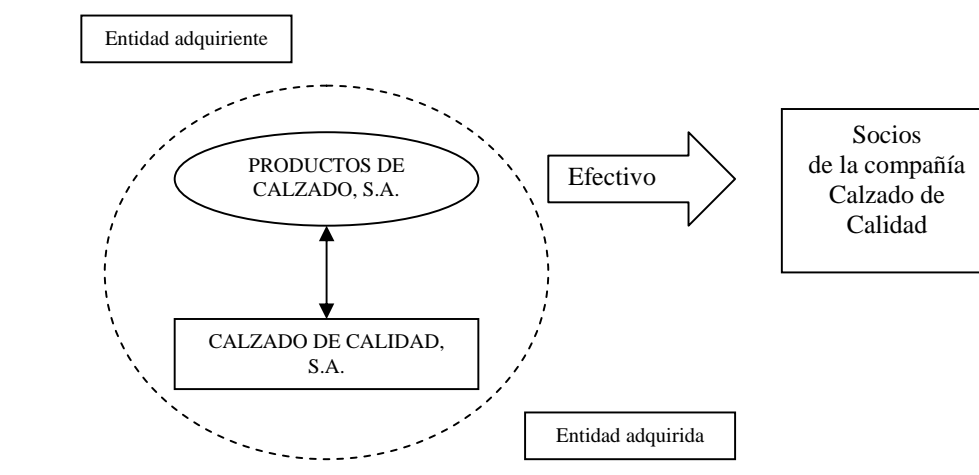 Entidad adquiriente
PRODUCTOS DE
CALZADO, S.A.
Efectivo
Socios
de la compañía
Calzado de
Calidad
CALZADO DE CALIDAD,
S.A.
Entidad adquirida